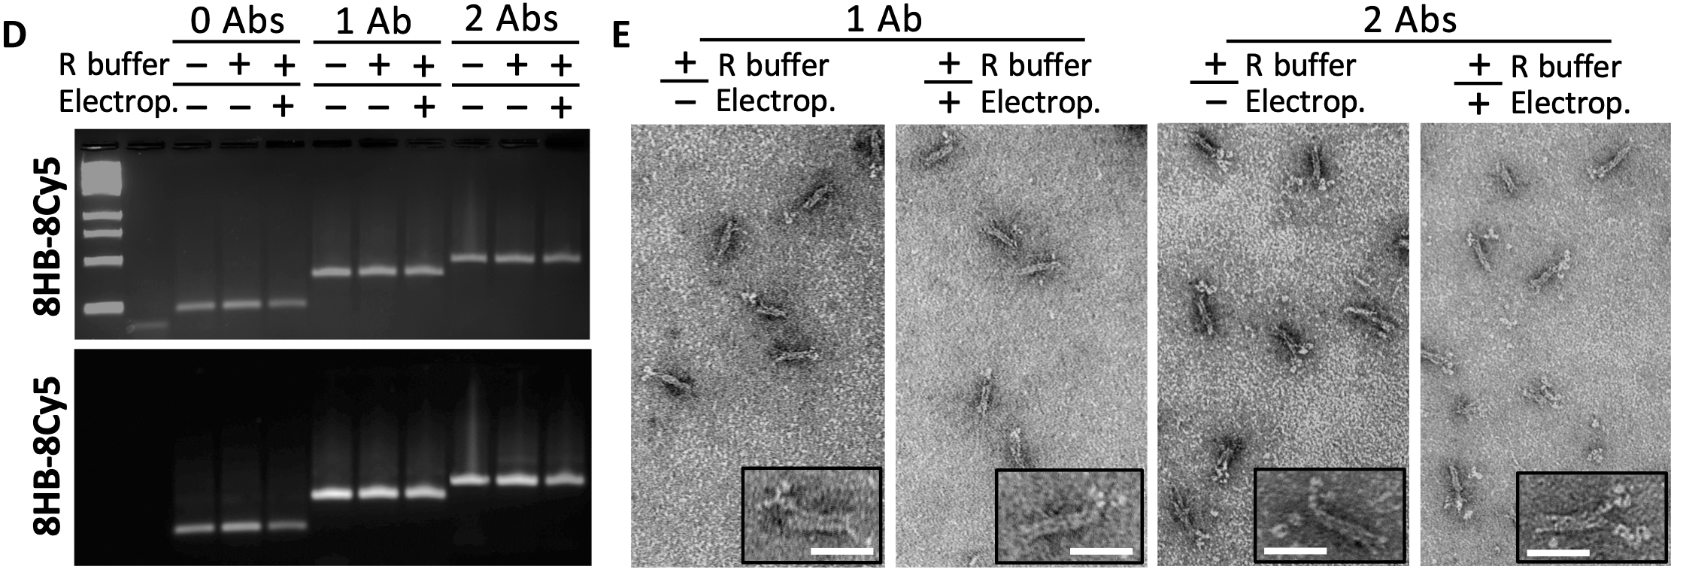 D
0 Abs 1 Ab 2 Abs
R buffer − + + − + + − + +
Electrop. − − + − − + − − +
8HB-8Cy5
8HB-8Cy5
E
1 Ab
2 Abs
+ R buffer
− Electrop.
+ R buffer
+ Electrop.
+ R buffer
− Electrop.
+ R buffer
+ Electrop.